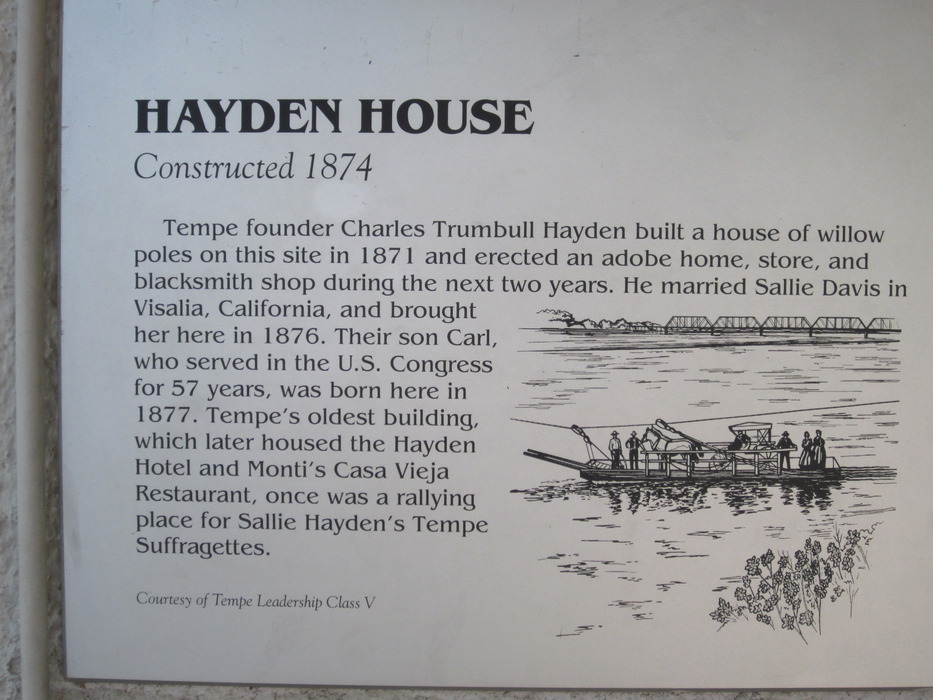 HAYDEN HOUSE
Constructed 1874
Tempe founder Charles Trumbull Hayden built a house of willow
poles on this site in 1871 and erected an adobe home, store, and
blacksmith shop during the next two years. He married Sallie Davis in
Visalia, California, and brought
her here in 1876. Their son Carl,
who served in the U.S. Congress
for 57 years, was born here in
1877. Tempe's oldest building,
which later housed the Hayden
Hotel and Monti's Casa Vieja
Restaurant, once was a rallying
place for Sallie Hayden's Tempe
Suffragettes.
Courtesy of Tempe Leadership Class V